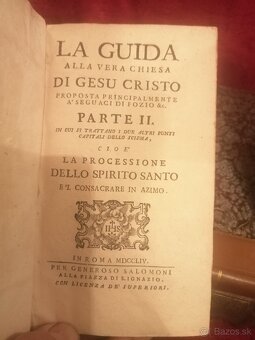 LA GUIDA
ALLA VERA CHIESA
DI GESU CRISTO
PROPOSTA PRINCIPALMENTE
A' SEGUACI DI FOZIO &c.
PARTE II.
IN CUI SI TRATTANO I DUE ALTRI PUNTI
CAPITALI DELLO SCISMA,
CIOE'
LA PROCESSIONE
DELLO SPIRITO SANTO
E'L CONSACRARE IN AZIMO.
IHS
IN ROMA MDCCLIV.
PER GENEROSO SALOMONI
ALLA PIAZZA DI S.IGNAZIO.
CON LICENZA DE' SUPERIORI.
Bazos.sk